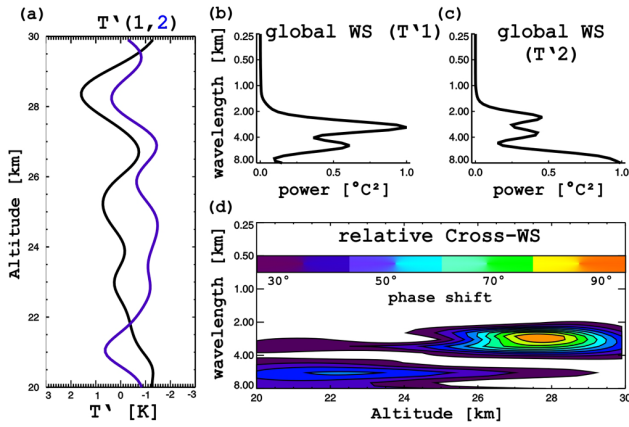 (a)
T‵(1,2)
30
28
26
24
22
20
Altitude [km]
3 2 1 0 -1 -2 -3
T‵ [K]
(b)
global WS (T‵1)
0.25
0.50
1.00
2.00
4.00
8.00
wavelength [km]
0.0 0.5 1.0
power [°C²]
(c)
global WS
(T‵2)
0.25
0.50
1.00
2.00
4.00
8.00
0.0 0.5 1.0
power [°C²]
(d)
relative Cross-WS
0.25
0.50
1.00
2.00
4.00
8.00
wavelength [km]
30° 50° 70° 90°
phase shift
20 22 24 26 28 30
Altitude [km]